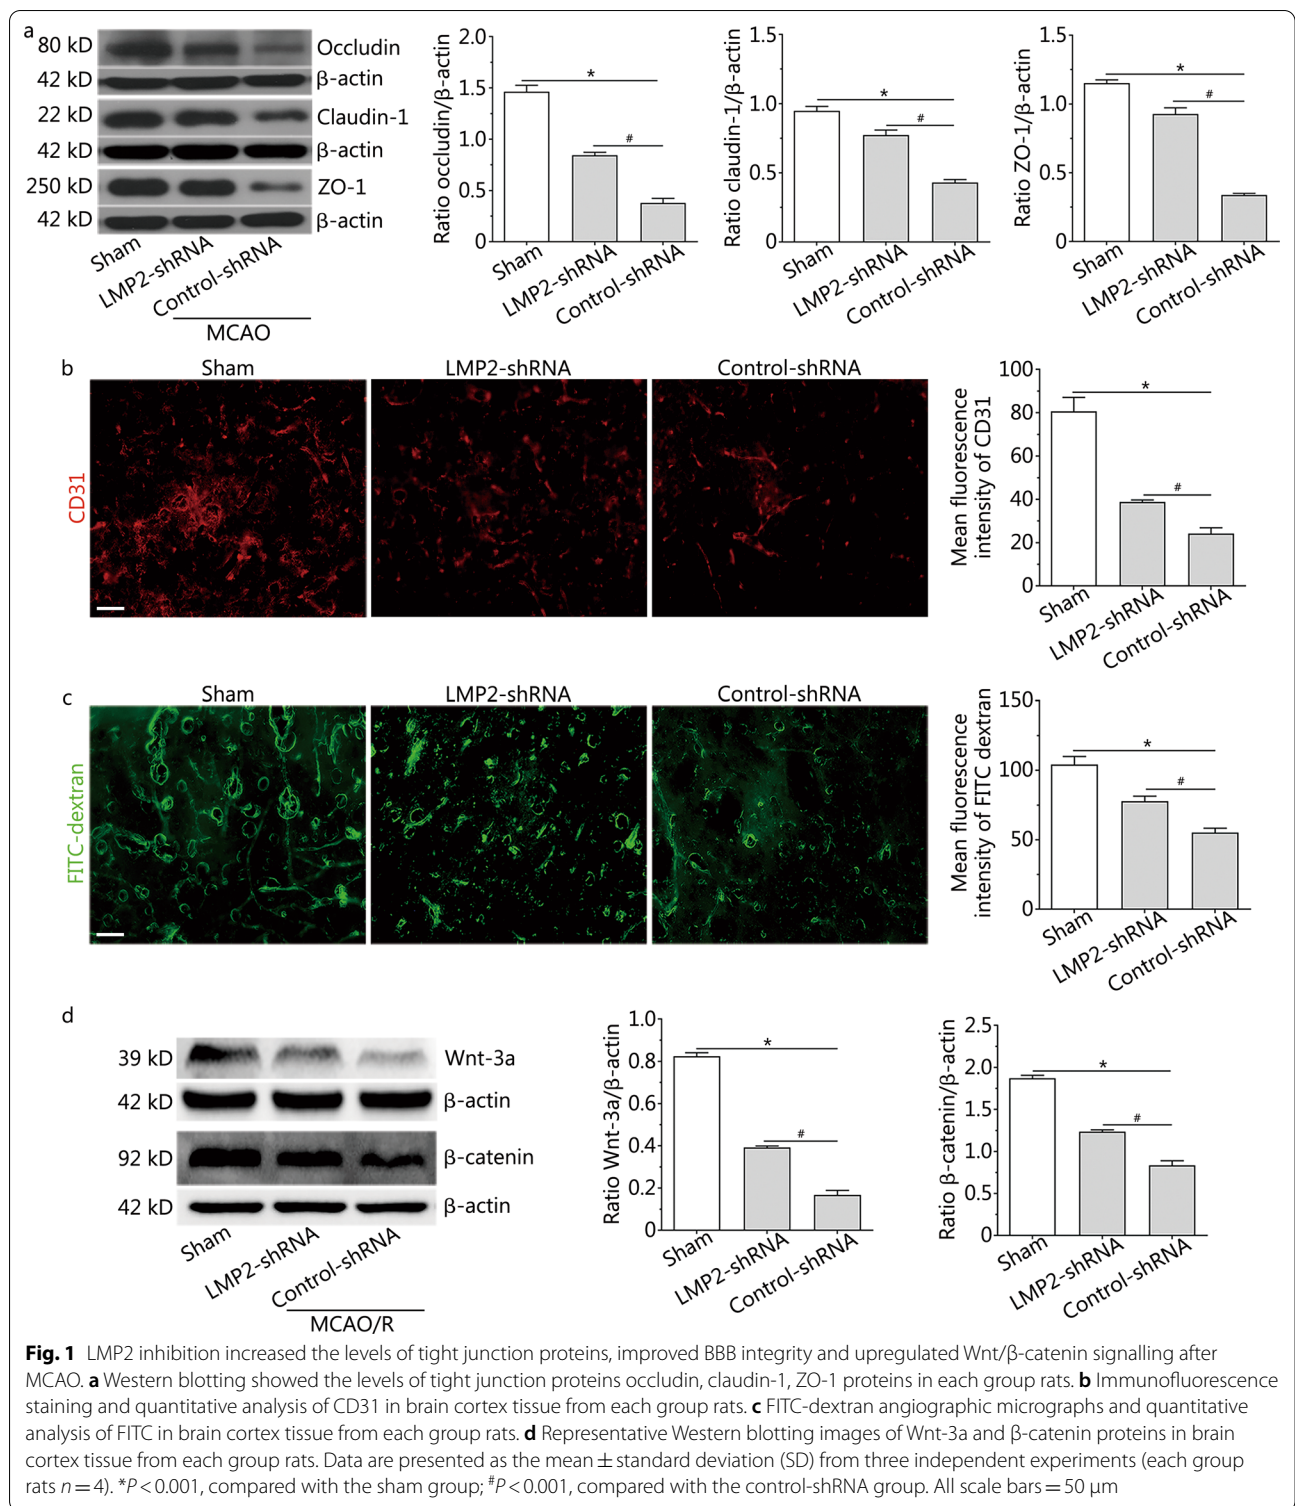 a
80 kD
Occludin
42 kD
β-actin
22 kD
Claudin-1
42 kD
β-actin
250 kD
ZO-1
42 kD
β-actin
Sham
LMP2-shRNA
Control-shRNA
MCAO
Ratio occludin/β-actin
2.0
1.5
1.0
0.5
0
*
#
Sham
LMP2-shRNA
Control-shRNA
Ratio claudin-1/β-actin
1.5
1.0
0.5
0
*
#
Sham
LMP2-shRNA
Control-shRNA
Ratio ZO-1/β-actin
1.5
1.0
0.5
0
*
#
Sham
LMP2-shRNA
Control-shRNA
b
Sham
LMP2-shRNA
Control-shRNA
CD31
Mean fluorescence
intensity of CD31
100
80
60
40
20
0
*
#
Sham
LMP2-shRNA
Control-shRNA
c
Sham
LMP2-shRNA
Control-shRNA
FITC-dextran
Mean fluorescence
intensity of FITC dextran
150
100
50
0
*
#
Sham
LMP2-shRNA
Control-shRNA
d
39 kD
Wnt-3a
42 kD
β-actin
92 kD
β-catenin
42 kD
β-actin
Sham
LMP2-shRNA
Control-shRNA
MCAO/R
Ratio Wnt-3a/β-actin
1.0
0.8
0.6
0.4
0.2
0
*
#
Sham
LMP2-shRNA
Control-shRNA
Ratio β-catenin/β-actin
2.5
2.0
1.5
1.0
0.5
0
*
#
Sham
LMP2-shRNA
Control-shRNA
Fig. 1 LMP2 inhibition increased the levels of tight junction proteins, improved BBB integrity and upregulated Wnt/β-catenin signalling after
MCAO. a Western blotting showed the levels of tight junction proteins occludin, claudin-1, ZO-1 proteins in each group rats. b Immunofluorescence
staining and quantitative analysis of CD31 in brain cortex tissue from each group rats. c FITC-dextran angiographic micrographs and quantitative
analysis of FITC in brain cortex tissue from each group rats. d Representative Western blotting images of Wnt-3a and β-catenin proteins in brain
cortex tissue from each group rats. Data are presented as the mean ± standard deviation (SD) from three independent experiments (each group
rats n = 4). *P < 0.001, compared with the sham group; #P < 0.001, compared with the control-shRNA group. All scale bars = 50 μm